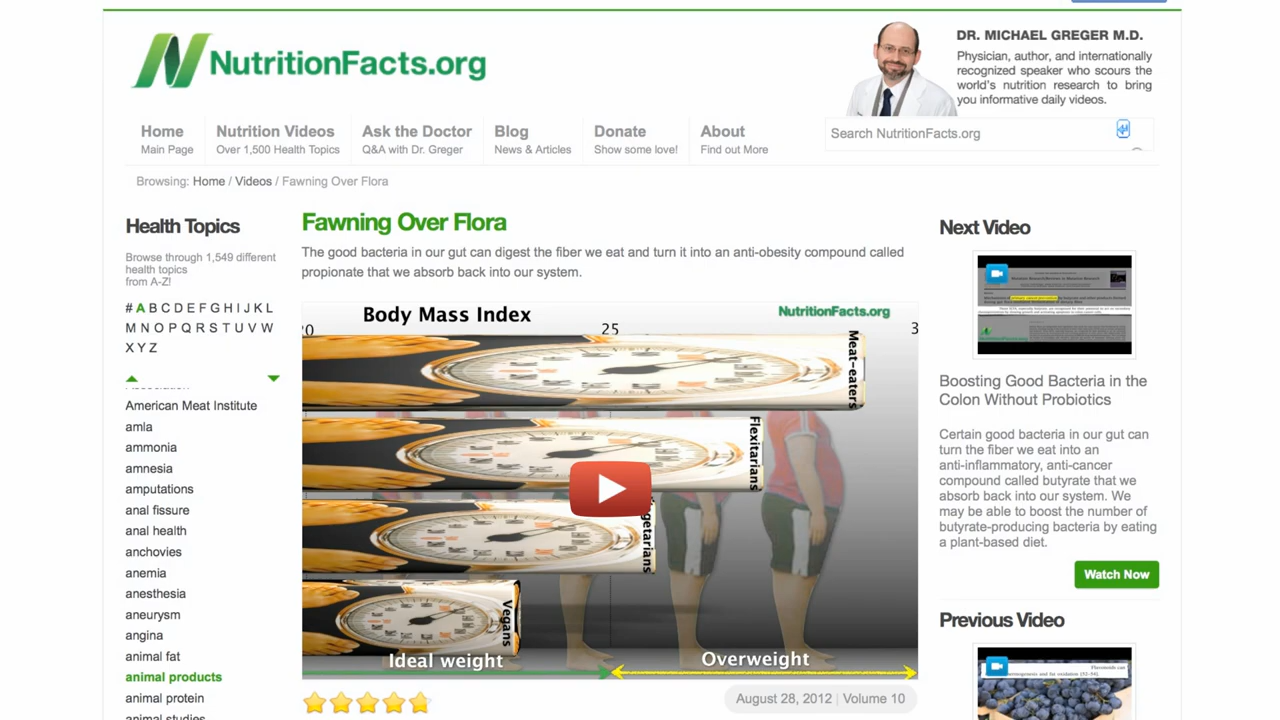 NutritionFacts.org
DR. MICHAEL GREGER M.D.
Physician, author, and internationally
recognized speaker who scours the
world's nutrition research to bring
you informative daily videos.
Home
Main Page
Nutrition Videos
Over 1,500 Health Topics
Ask the Doctor
Q&A with Dr. Greger
Blog
News & Articles
Donate
Show some love!
About
Find out More
Search NutritionFacts.org
Browsing: Home / Videos / Fawning Over Flora
Health Topics
Browse through 1,549 different
health topics
from A-Z!
# A B C D E F G H I J K L
M N O P Q R S T U V W
X Y Z
American Meat Institute
amla
ammonia
amnesia
amputations
anal fissure
anal health
anchovies
anemia
anesthesia
aneurysm
angina
animal fat
animal products
animal protein
animal studies
Fawning Over Flora
The good bacteria in our gut can digest the fiber we eat and turn it into an anti-obesity compound called
propionate that we absorb back into our system.
Body Mass Index
NutritionFacts.org
25
Meat-eaters
Flexitarians
Vegans
Ideal weight
Overweight
August 28, 2012 | Volume 10
Next Video
Boosting Good Bacteria in the
Colon Without Probiotics
Certain good bacteria in our gut can
turn the fiber we eat into an
anti-inflammatory, anti-cancer
compound called butyrate that we
absorb back into our system. We
may be able to boost the number of
butyrate-producing bacteria by eating
a plant-based diet.
Watch Now
Previous Video